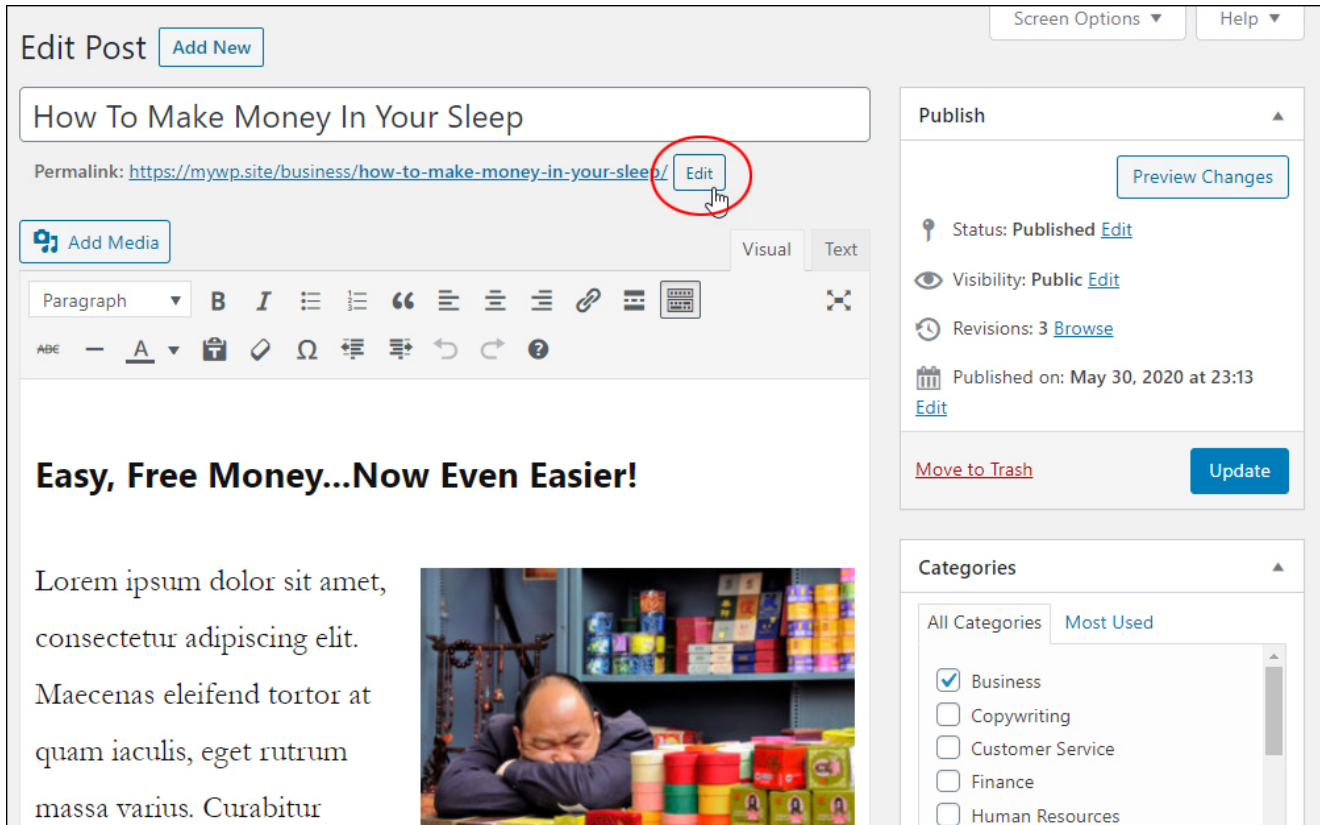 Screen Options ▼ Help ▼
Edit Post Add New
How To Make Money In Your Sleep
Permalink: https://mywp.site/business/how-to-make-money-in-your-sleep/ Edit
Add Media
Visual Text
Paragraph ▼ B I
ABC A ▼ T Ω ?
Easy, Free Money...Now Even Easier!
Lorem ipsum dolor sit amet,
consectetur adipiscing elit.
Maecenas eleifend tortor at
quam iaculis, eget rutrum
massa varius. Curabitur
Publish
Preview Changes
Status: Published Edit
Visibility: Public Edit
Revisions: 3 Browse
Published on: May 30, 2020 at 23:13
Edit
Move to Trash Update
Categories
All Categories Most Used
Business
Copywriting
Customer Service
Finance
Human Resources